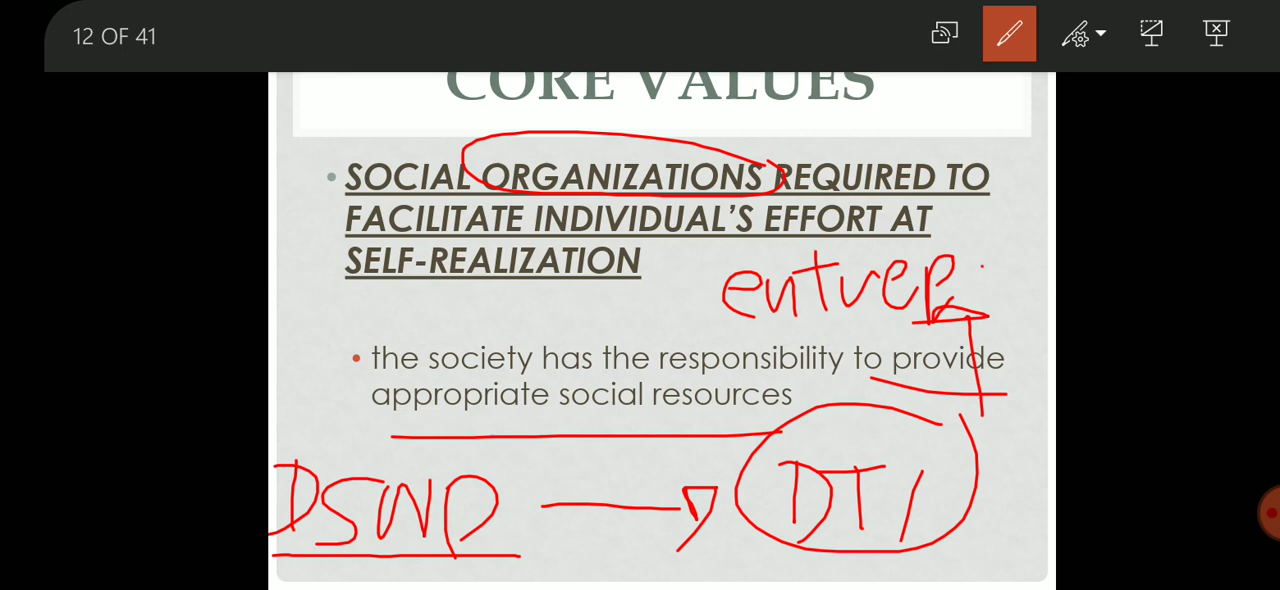 12 OF 41
CORE VALUES
• SOCIAL ORGANIZATIONS REQUIRED TO
FACILITATE INDIVIDUAL'S EFFORT AT
SELF-REALIZATION
entrep.
• the society has the responsibility to provide
appropriate social resources
DSWD → DTI